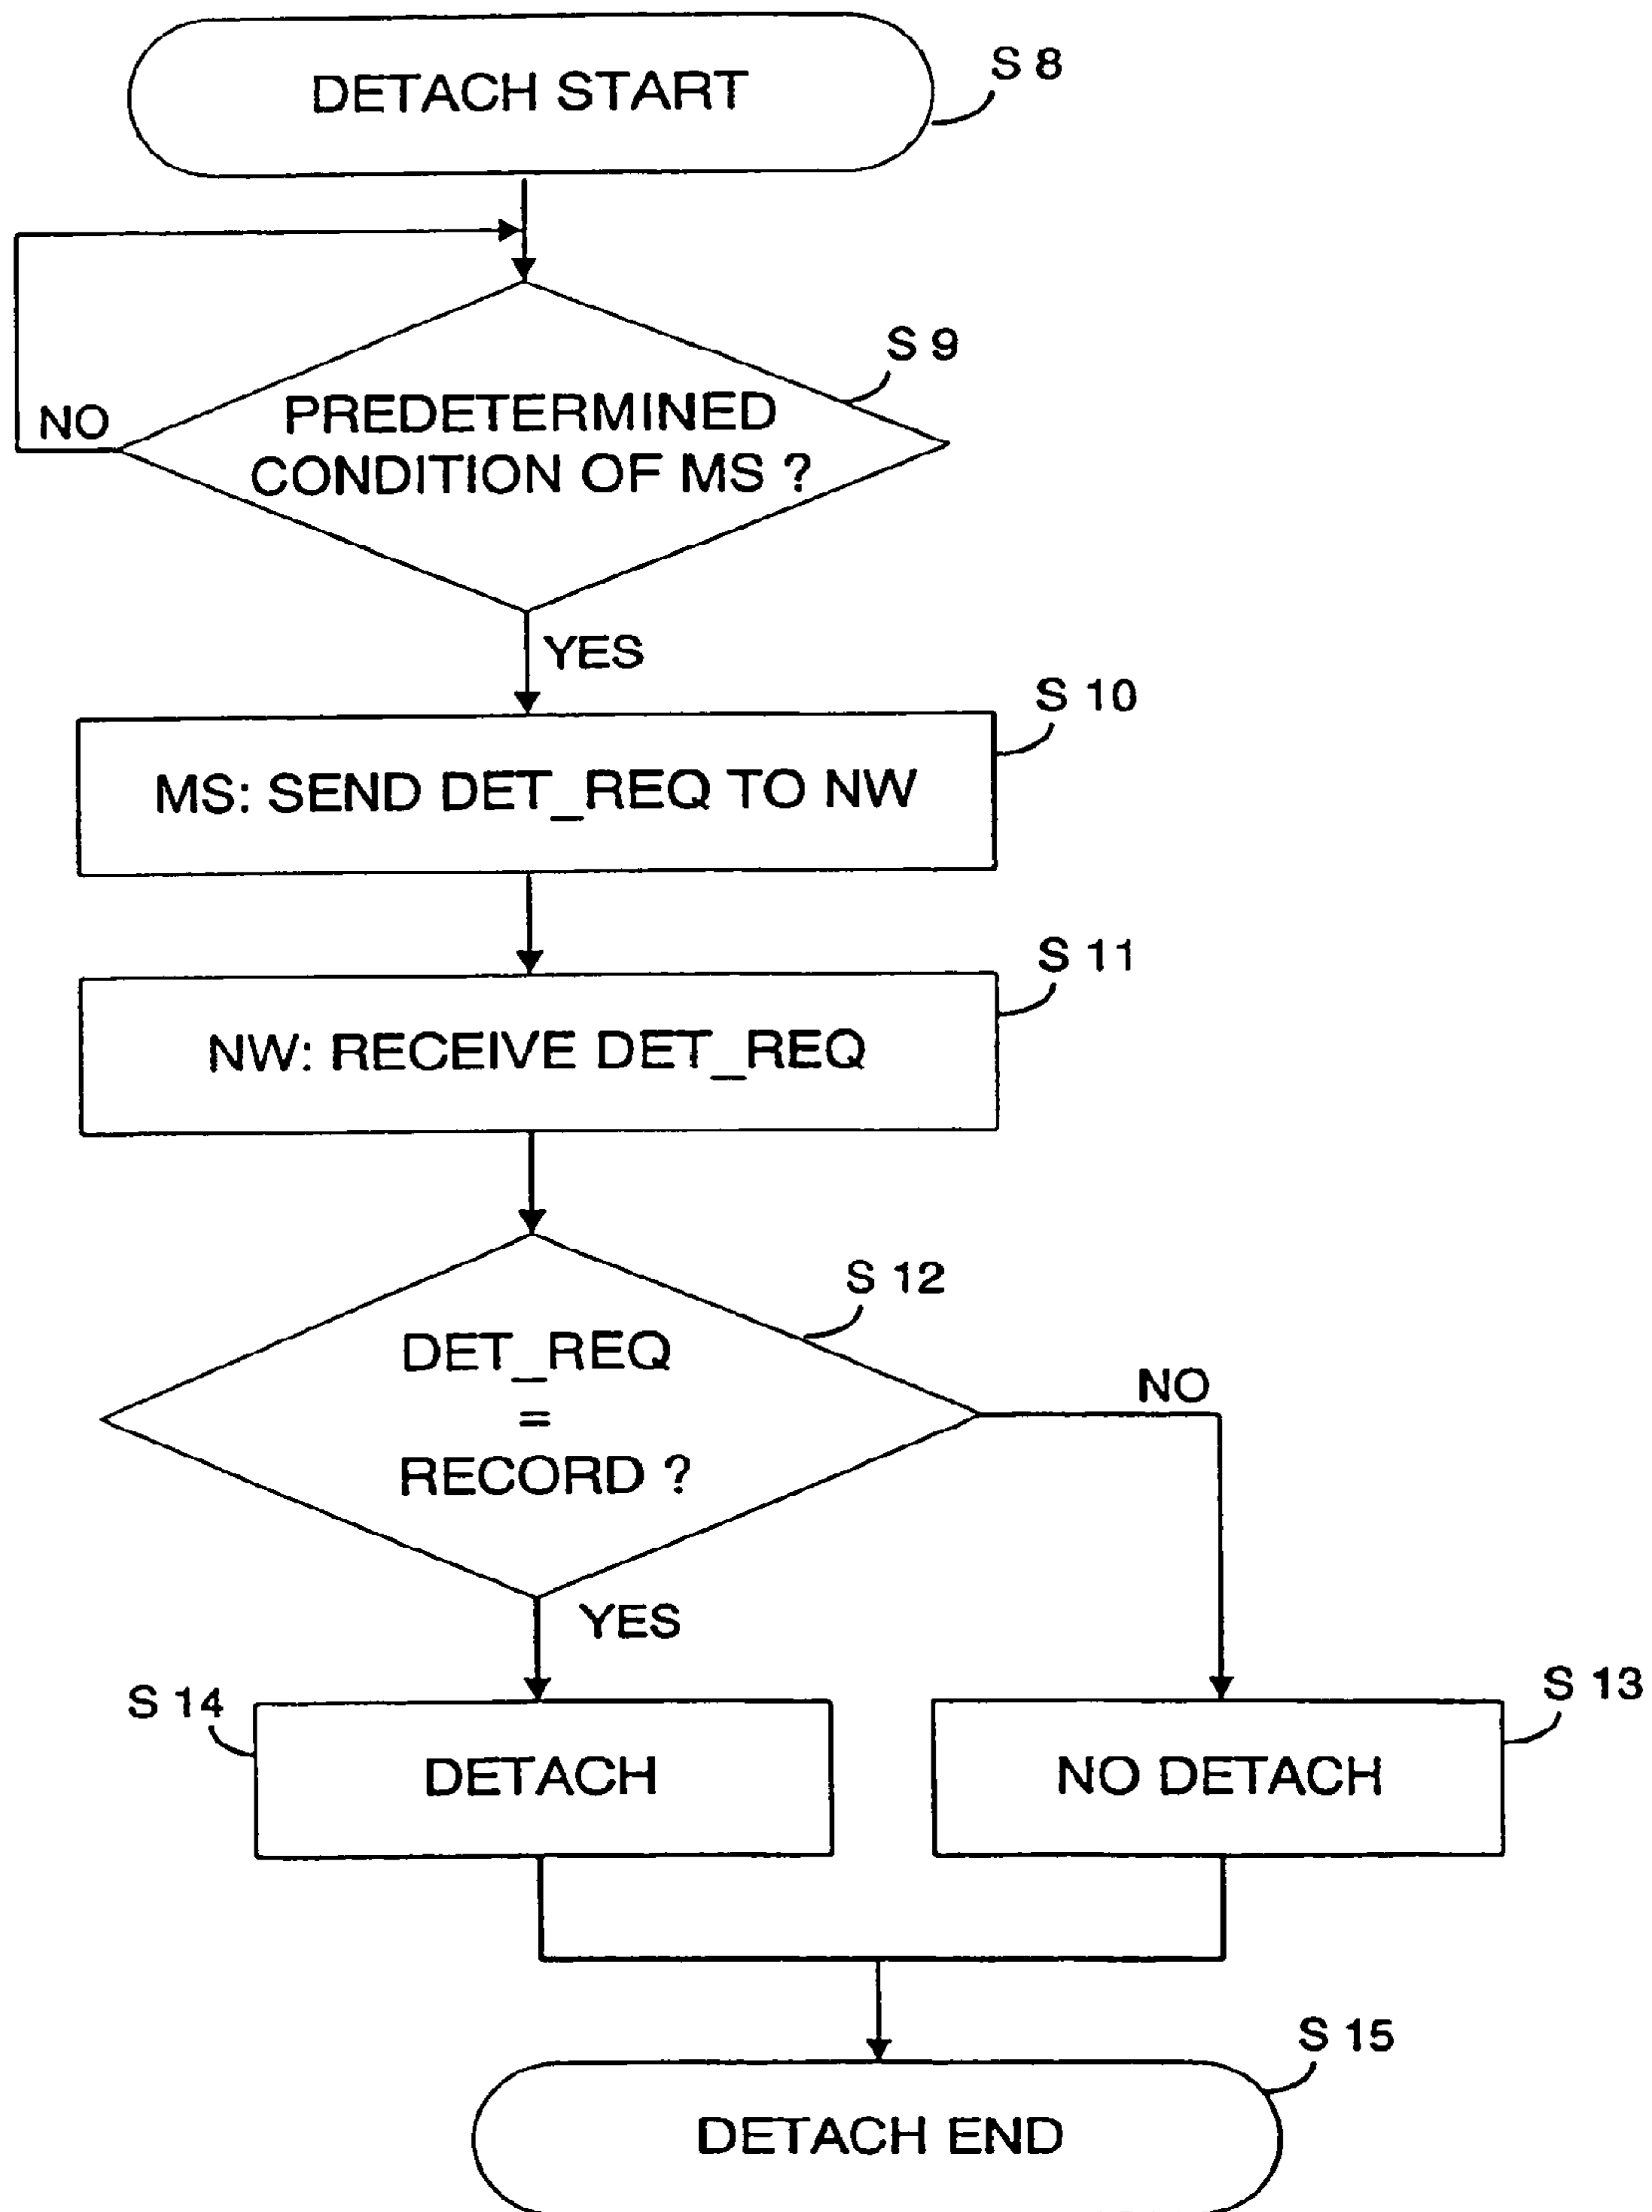 DETACH START
S 8
S 9
PREDETERMINED
CONDITION OF MS ?
NO
YES
S 10
MS: SEND DET_REQ TO NW
S 11
NW: RECEIVE DET_REQ
S 12
DET_REQ
=
RECORD ?
NO
YES
S 14
DETACH
S 13
NO DETACH
S 15
DETACH END